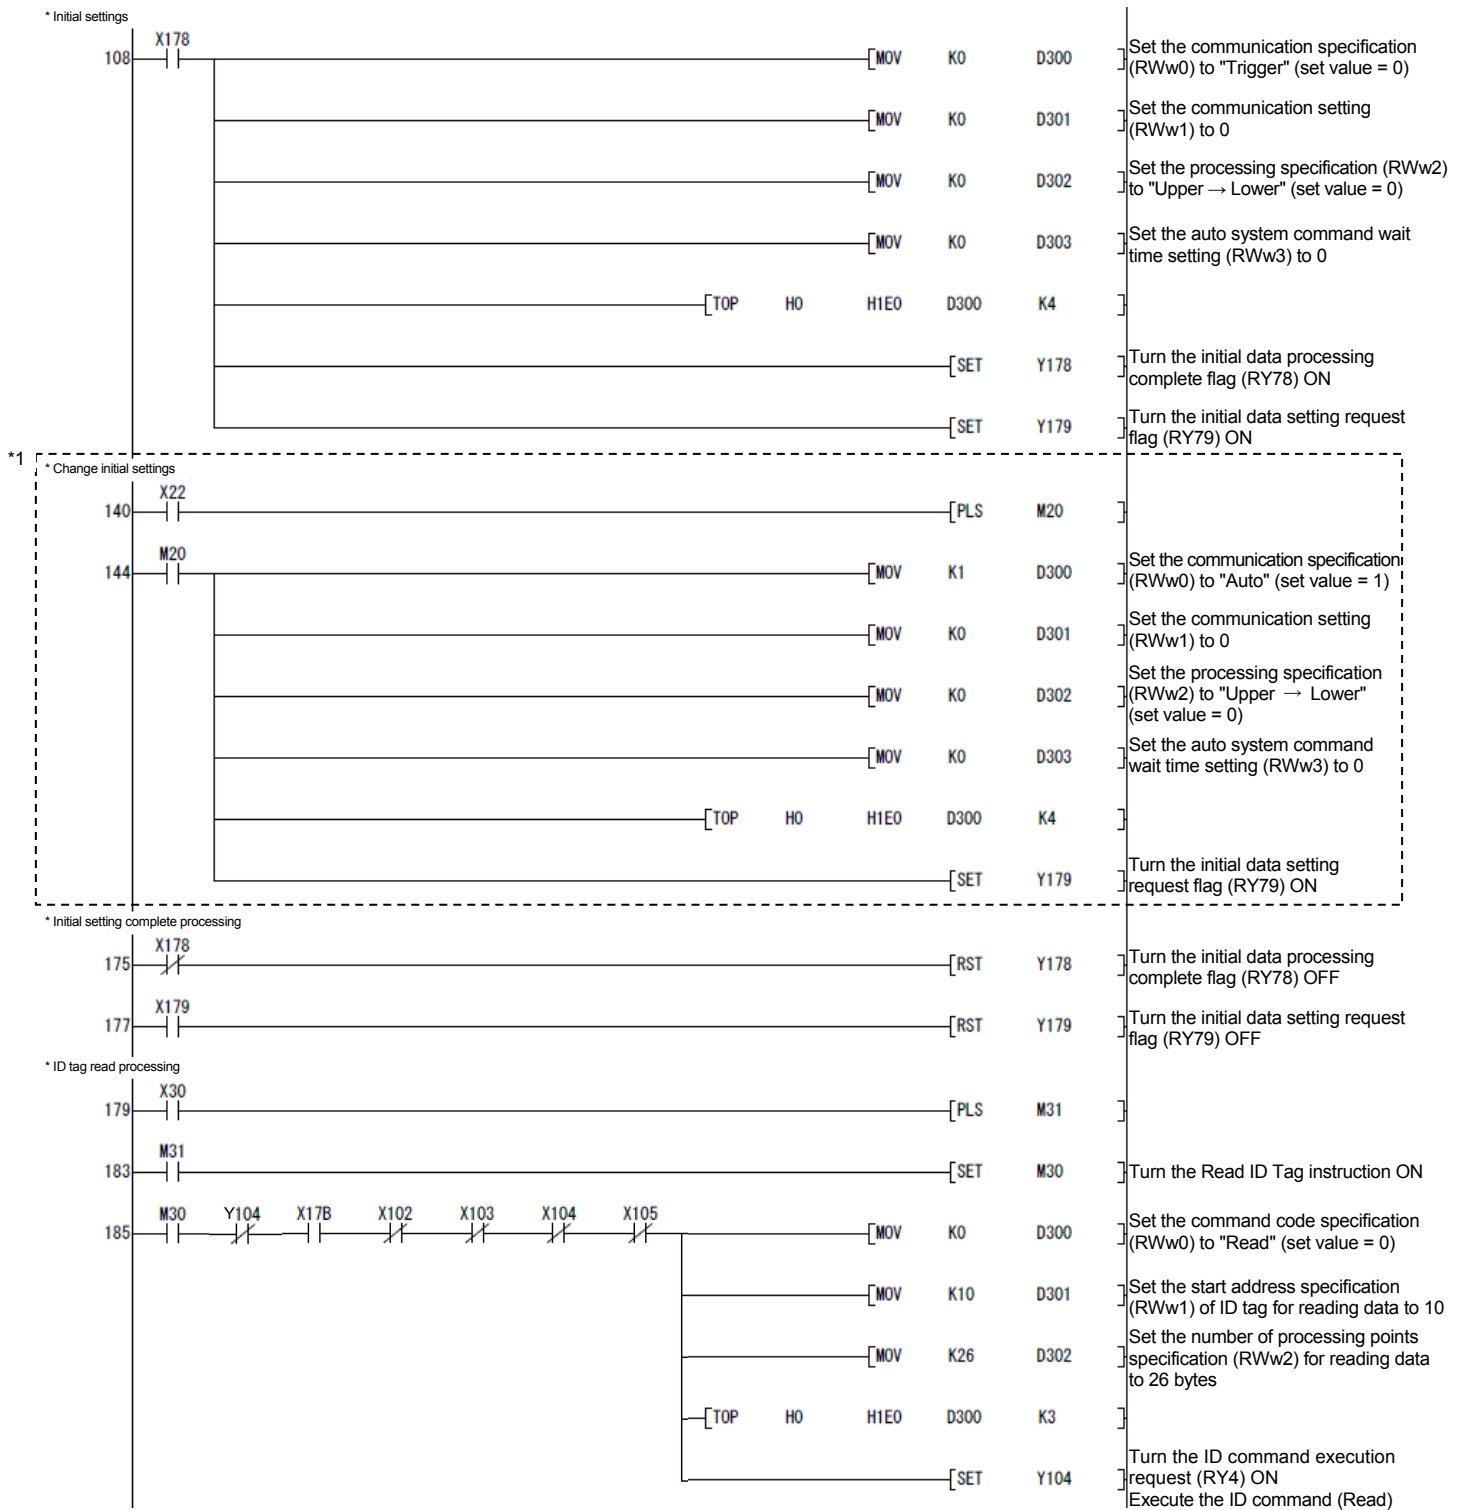 * Initial settings
X178
108 [MOV K0 D300 ] Set the communication specification
(RWw0) to "Trigger" (set value = 0)
[MOV K0 D301 ] Set the communication setting
(RWw1) to 0
[MOV K0 D302 ] Set the processing specification (RWw2)
to "Upper → Lower" (set value = 0)
[MOV K0 D303 ] Set the auto system command wait
time setting (RWw3) to 0
[TOP H0 H1E0 D300 K4 ]
[SET Y178 ] Turn the initial data processing
complete flag (RY78) ON
[SET Y179 ] Turn the initial data setting request
flag (RY79) ON
*1
* Change initial settings
X22
140 [PLS M20 ]
M20
144 [MOV K1 D300 ] Set the communication specification
(RWw0) to "Auto" (set value = 1)
[MOV K0 D301 ] Set the communication setting
(RWw1) to 0
[MOV K0 D302 ] Set the processing specification
(RWw2) to "Upper → Lower"
(set value = 0)
[MOV K0 D303 ] Set the auto system command
wait time setting (RWw3) to 0
[TOP H0 H1E0 D300 K4 ]
[SET Y179 ] Turn the initial data setting
request flag (RY79) ON
* Initial setting complete processing
X178
175 [RST Y178 ] Turn the initial data processing
complete flag (RY78) OFF
X179
177 [RST Y179 ] Turn the initial data setting request
flag (RY79) OFF
* ID tag read processing
X30
179 [PLS M31 ]
M31
183 [SET M30 ] Turn the Read ID Tag instruction ON
M30 Y104 X17B X102 X103 X104 X105
185 [MOV K0 D300 ] Set the command code specification
(RWw0) to "Read" (set value = 0)
[MOV K10 D301 ] Set the start address specification
(RWw1) of ID tag for reading data to 10
[MOV K26 D302 ] Set the number of processing points
specification (RWw2) for reading data
to 26 bytes
[TOP H0 H1E0 D300 K3 ]
[SET Y104 ] Turn the ID command execution
request (RY4) ON
Execute the ID command (Read)